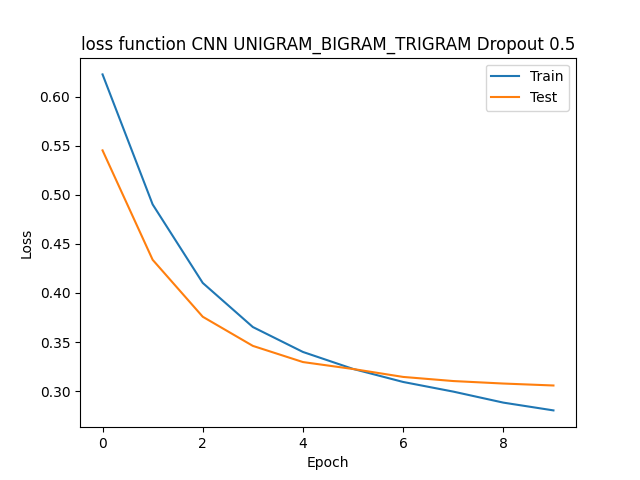 loss function CNN UNIGRAM_BIGRAM_TRIGRAM Dropout 0.5
Train
Test
0.60
0.55
0.50
0.45
0.40
0.35
0.30
Loss
0 2 4 6 8
Epoch